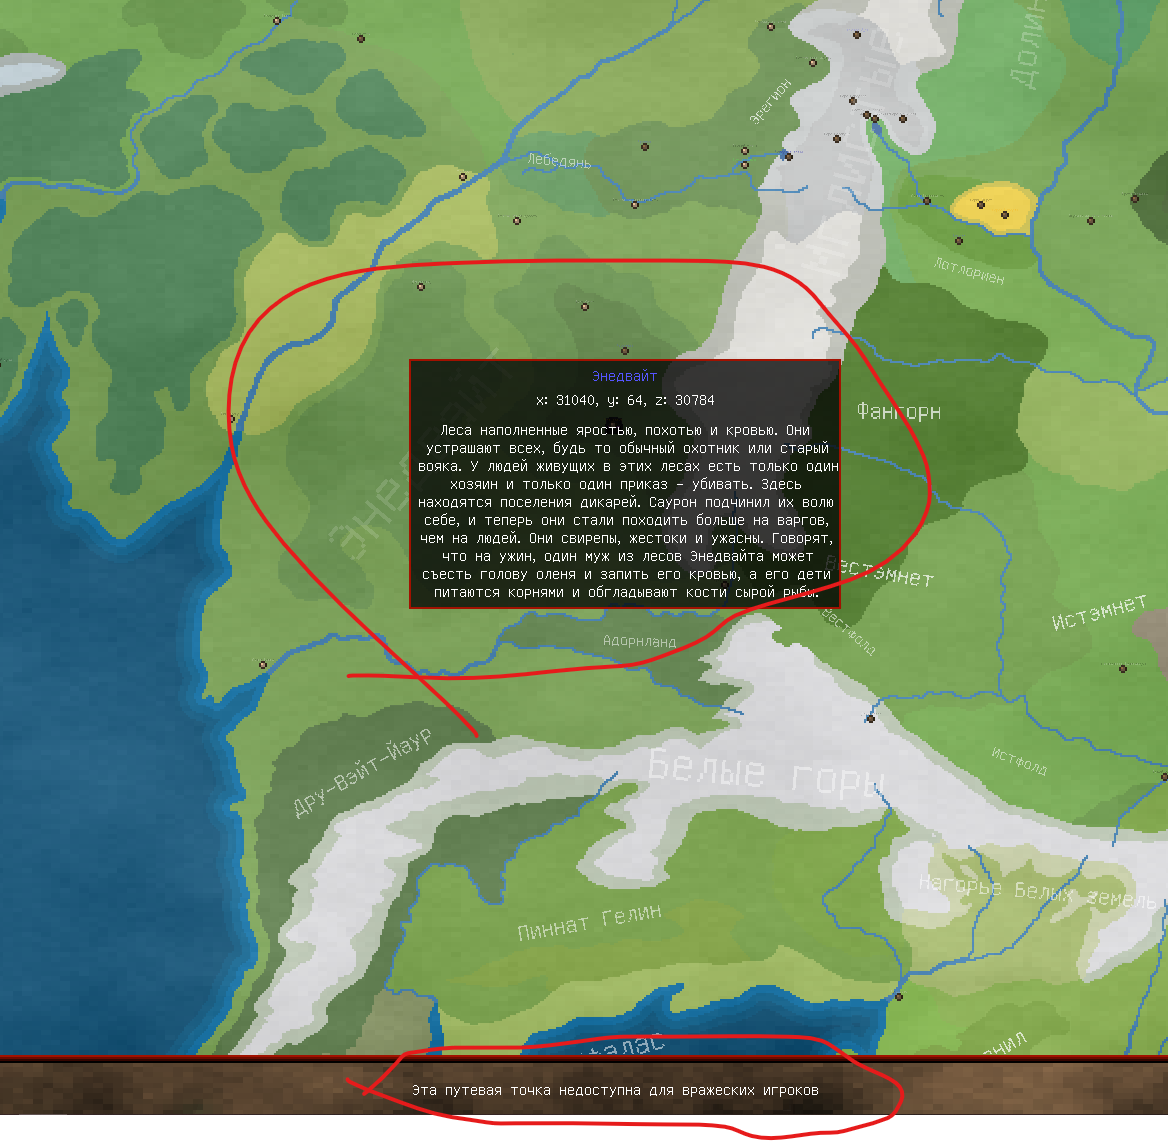 Долин
Эрегион
Лебедянь
Лотлориен
Энедвайт
x: 31040, y: 64, z: 30784
Леса наполненные яростью, похотью и кровью. Они
устрашают всех, будь то обычный охотник или старый
вояка. У людей живущих в этих лесах есть только один
хозяин и только один приказ – убивать. Здесь
находятся поселения дикарей. Саурон подчинил их волю
себе, и теперь они стали походить больше на варгов,
чем на людей. Они свирепы, жестоки и ужасны. Говорят,
что на ужин, один муж из лесов Энедвайта может
съесть голову оленя и запить его кровью, а его дети
питаются корнями и обгладывают кости сырой рыбы.
Фангорн
Вестэмнет
Истэмнет
Вестфолд
Адорнланд
Дру-Вэйт-Йаур
Белые горы
Истфолд
Нагорье Белых земель
Пиннат Гелин
фалас
онил
Эта путевая точка недоступна для вражеских игроков